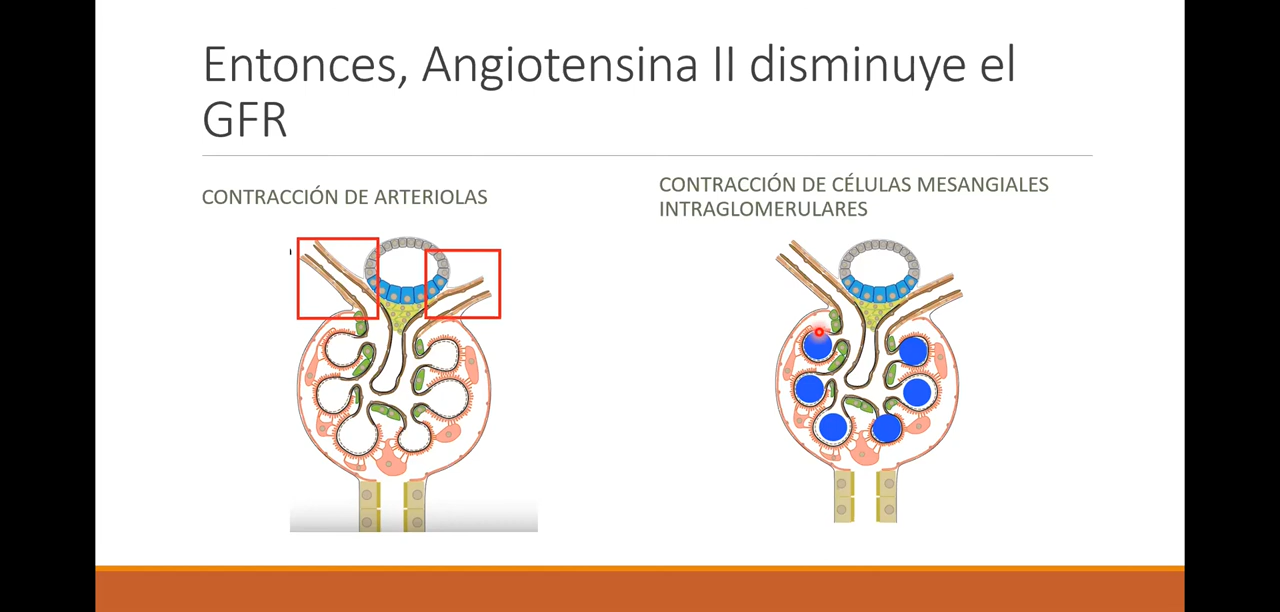 Entonces, Angiotensina II disminuye el
GFR
CONTRACCIÓN DE ARTERIOLAS
CONTRACCIÓN DE CÉLULAS MESANGIALES
INTRAGLOMERULARES